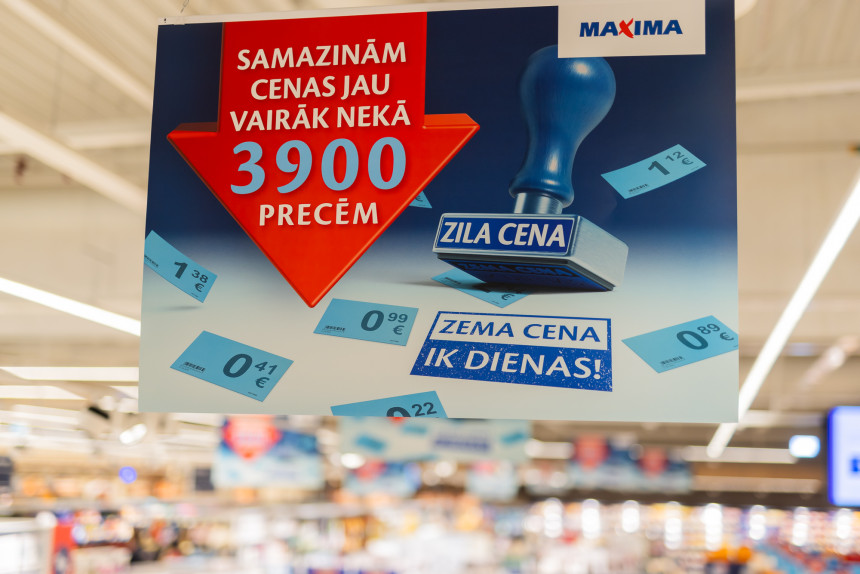 MAXIMA
SAMAZINĀM
CENAS JAU
VAIRĀK NEKĀ
3900
PRECĒM
1 12 €
ZILA CENA
1 38 €
0 99 €
ZEMA CENA
IK DIENAS!
0 89 €
0 41 €
0 22